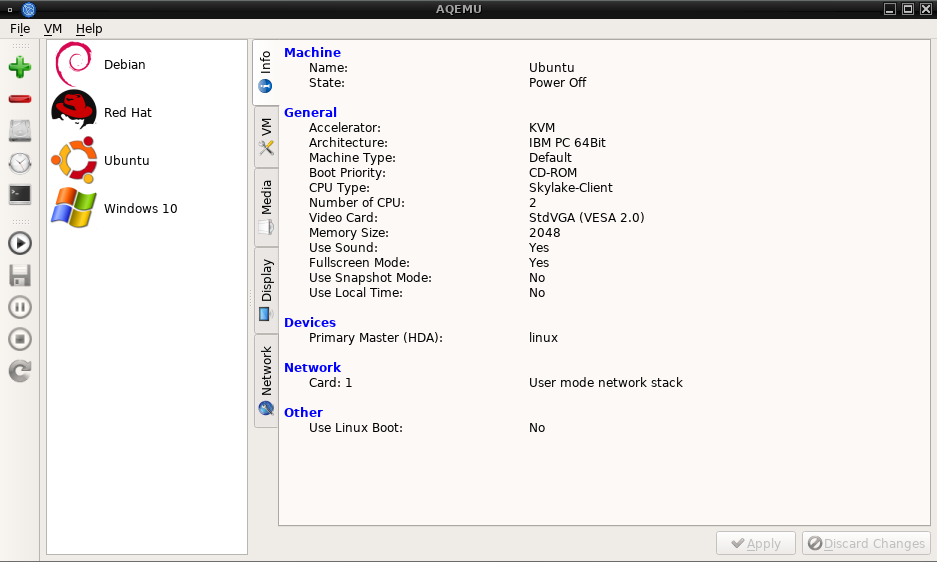 AQEMU
File VM Help
Debian
Red Hat
Ubuntu
Windows 10
Info
VM
Media
Display
Network
Machine
Name: Ubuntu
State: Power Off
General
Accelerator: KVM
Architecture: IBM PC 64Bit
Machine Type: Default
Boot Priority: CD-ROM
CPU Type: Skylake-Client
Number of CPU: 2
Video Card: StdVGA (VESA 2.0)
Memory Size: 2048
Use Sound: Yes
Fullscreen Mode: Yes
Use Snapshot Mode: No
Use Local Time: No
Devices
Primary Master (HDA): linux
Network
Card: 1 User mode network stack
Other
Use Linux Boot: No
Apply Discard Changes